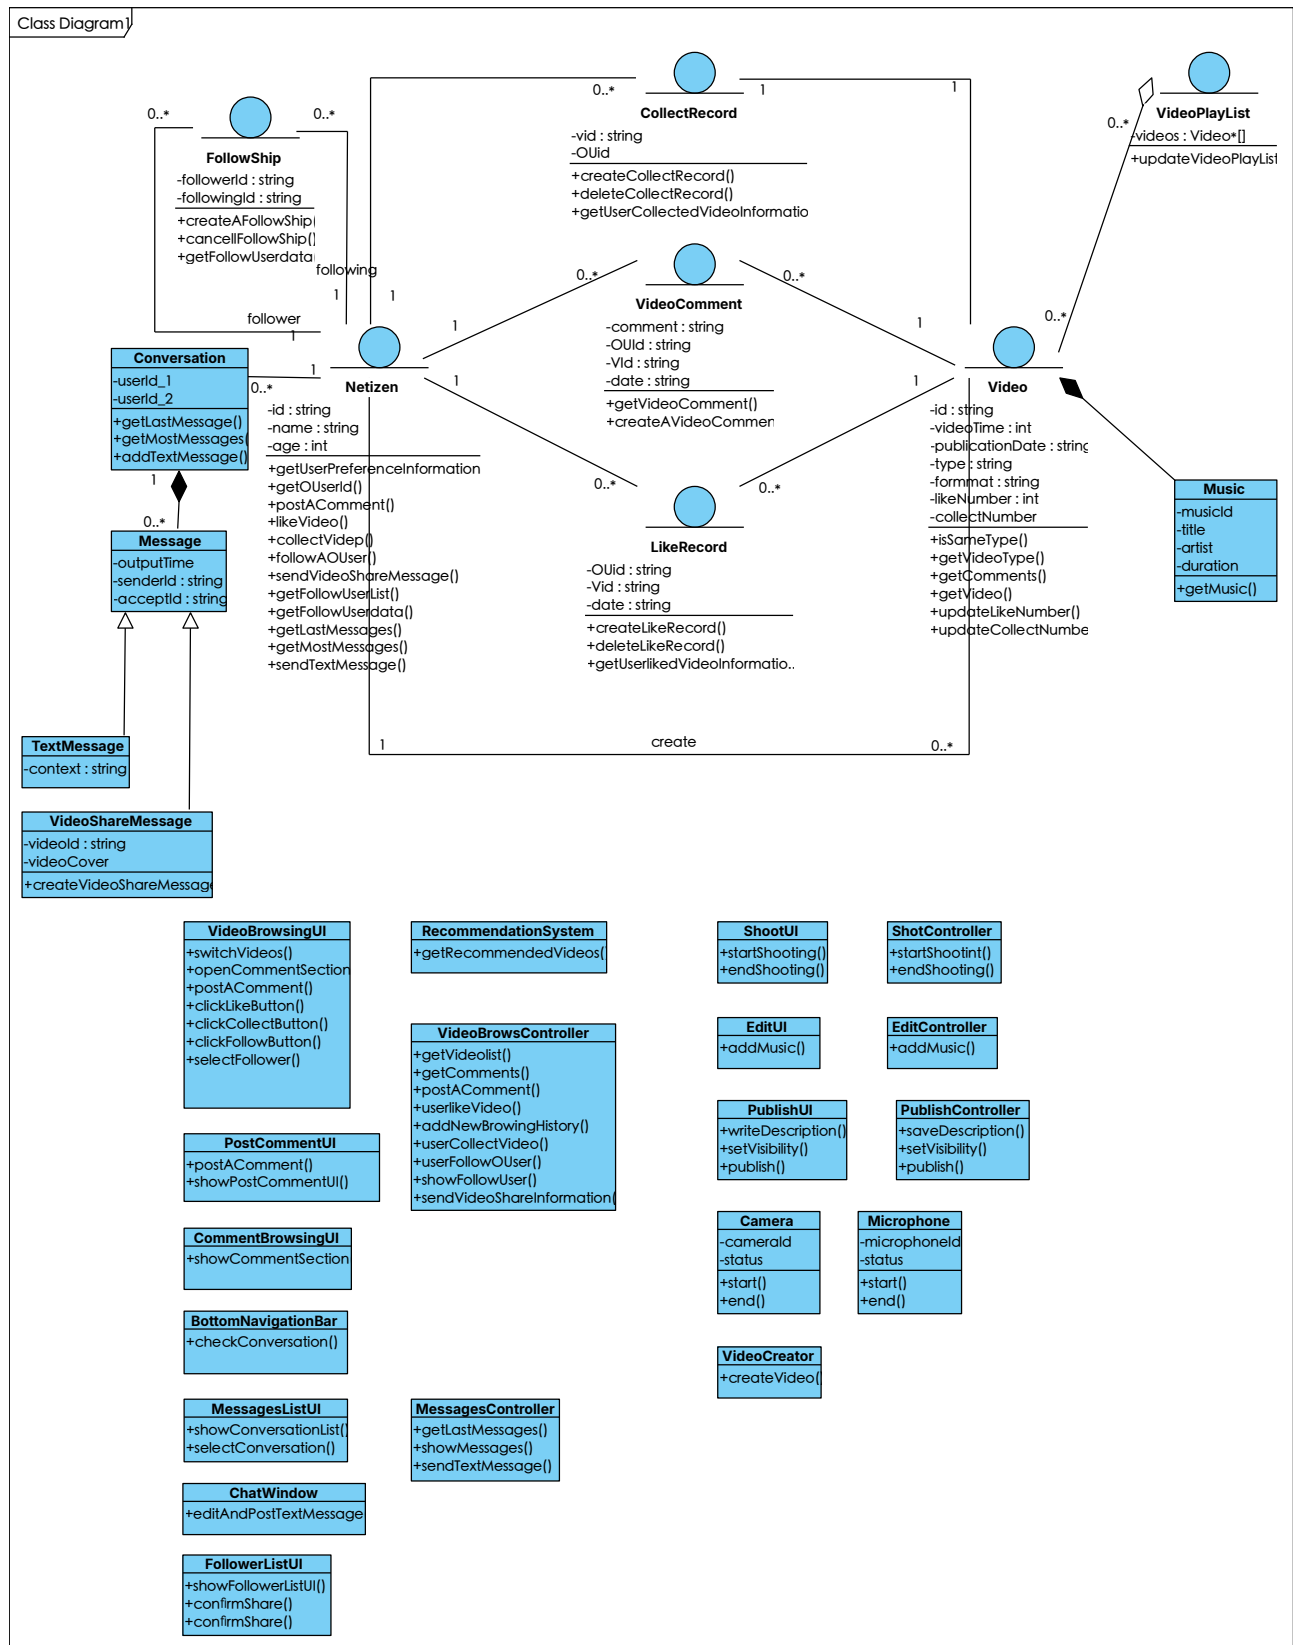 Class Diagram1
CollectRecord
-vid : string
-OUid
+createCollectRecord()
+deleteCollectRecord()
+getUserCollectedVideoInformatio
0..*
1
1
VideoPlayList
-videos : Video*[]
+updateVideoPlayList
0..*
0..*
FollowShip
-followerId : string
-followingId : string
+createAFollowShip(
+cancellFollowShip()
+getFollowUserdata(
0..*
0..*
following
1
1
follower
1
VideoComment
-comment : string
-OUId : string
-VId : string
-date : string
+getVideoComment()
+createAVideoCommen
0..*
0..*
1
1
Conversation
-userId_1
-userId_2
+getLastMessage()
+getMostMessages(
+addTextMessage()
1
0..*
Netizen
-id : string
-name : string
-age : int
+getUserPreferenceInformation
+getOUserId()
+postAComment()
+likeVideo()
+collectVidep()
+followAOUser()
+sendVideoShareMessage()
+getFollowUserList()
+getFollowUserdata()
+getLastMessages()
+getMostMessages()
+sendTextMessage()
1
1
Video
-id : string
-videoTime : int
-publicationDate : string
-type : string
-formmat : string
-likeNumber : int
-collectNumber
+isSameType()
+getVideoType()
+getComments()
+getVideo()
+updateLikeNumber()
+updateCollectNumbe
1
0..*
Message
-outputTime
-senderId : string
-acceptId : string
0..*
0..*
LikeRecord
-OUid : string
-Vid : string
-date : string
+createLikeRecord()
+deleteLikeRecord()
+getUserlikedVideoInformatio..
Music
-musicId
-title
-artist
-duration
+getMusic()
1
create
0..*
TextMessage
-context : string
VideoShareMessage
-videoId : string
-videoCover
+createVideoShareMessage
VideoBrowsingUI
+switchVideos()
+openCommentSection
+postAComment()
+clickLikeButton()
+clickCollectButton()
+clickFollowButton()
+selectFollower()
RecommendationSystem
+getRecommendedVideos(
ShootUI
+startShooting()
+endShooting()
ShotController
+startShootint()
+endShooting()
VideoBrowsController
+getVideolist()
+getComments()
+postAComment()
+userlikeVideo()
+addNewBrowingHistory()
+userCollectVideo()
+userFollowOUser()
+showFollowUser()
+sendVideoShareInformation(
EditUI
+addMusic()
EditController
+addMusic()
PublishUI
+writeDescription()
+setVisibility()
+publish()
PublishController
+saveDescription()
+setVisibility()
+publish()
PostCommentUI
+postAComment()
+showPostCommentUI()
CommentBrowsingUI
+showCommentSection
Camera
-cameraId
-status
+start()
+end()
Microphone
-microphoneId
-status
+start()
+end()
BottomNavigationBar
+checkConversation()
VideoCreator
+createVideo(
MessagesListUI
+showConversationList()
+selectConversation()
MessagesController
+getLastMessages()
+showMessages()
+sendTextMessage()
ChatWindow
+editAndPostTextMessage
FollowerListUI
+showFollowerListUI()
+confirmShare()
+confirmShare()